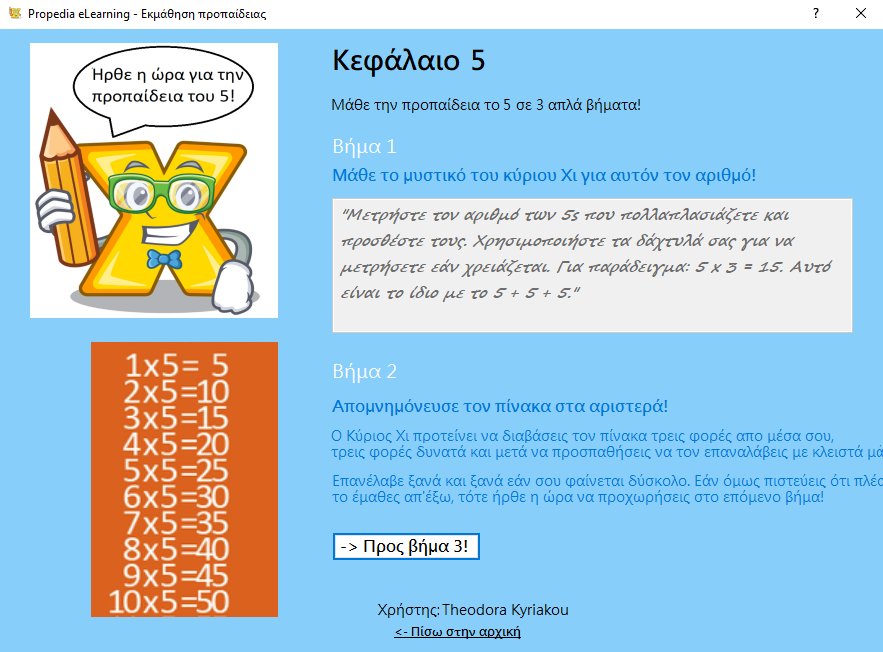 Propedia eLearning - Εκμάθηση προπαίδειας
?
Ήρθε η ώρα για την
προπαίδεια του 5!
Κεφάλαιο 5
Μάθε την προπαίδεια το 5 σε 3 απλά βήματα!
Βήμα 1
Μάθε το μυστικό του κύριου Χι για αυτόν τον αριθμό!
"Μετρήστε τον αριθμό των 5s που πολλαπλασιάζετε και
προσθέστε τους. Χρησιμοποιήστε τα δάχτυλά σας για να
μετρήσετε εάν χρειάζεται. Για παράδειγμα: 5 x 3 = 15. Αυτό
είναι το ίδιο με το 5 + 5 + 5."
1x5= 5
2x5=10
3x5=15
4x5=20
5x5=25
6x5=30
7x5=35
8x5=40
9x5=45
10x5=50
Βήμα 2
Απομνημόνευσε τον πίνακα στα αριστερά!
Ο Κύριος Χι προτείνει να διαβάσεις τον πίνακα τρεις φορές απο μέσα σου,
τρεις φορές δυνατά και μετά να προσπαθήσεις να τον επαναλάβεις με κλειστά μά
Επανέλαβε ξανά και ξανά εάν σου φαίνεται δύσκολο. Εάν όμως πιστεύεις ότι πλέο
το έμαθες απ'έξω, τότε ήρθε η ώρα να προχωρήσεις στο επόμενο βήμα!
-> Προς βήμα 3!
Χρήστης: Theodora Kyriakou
<- Πίσω στην αρχική